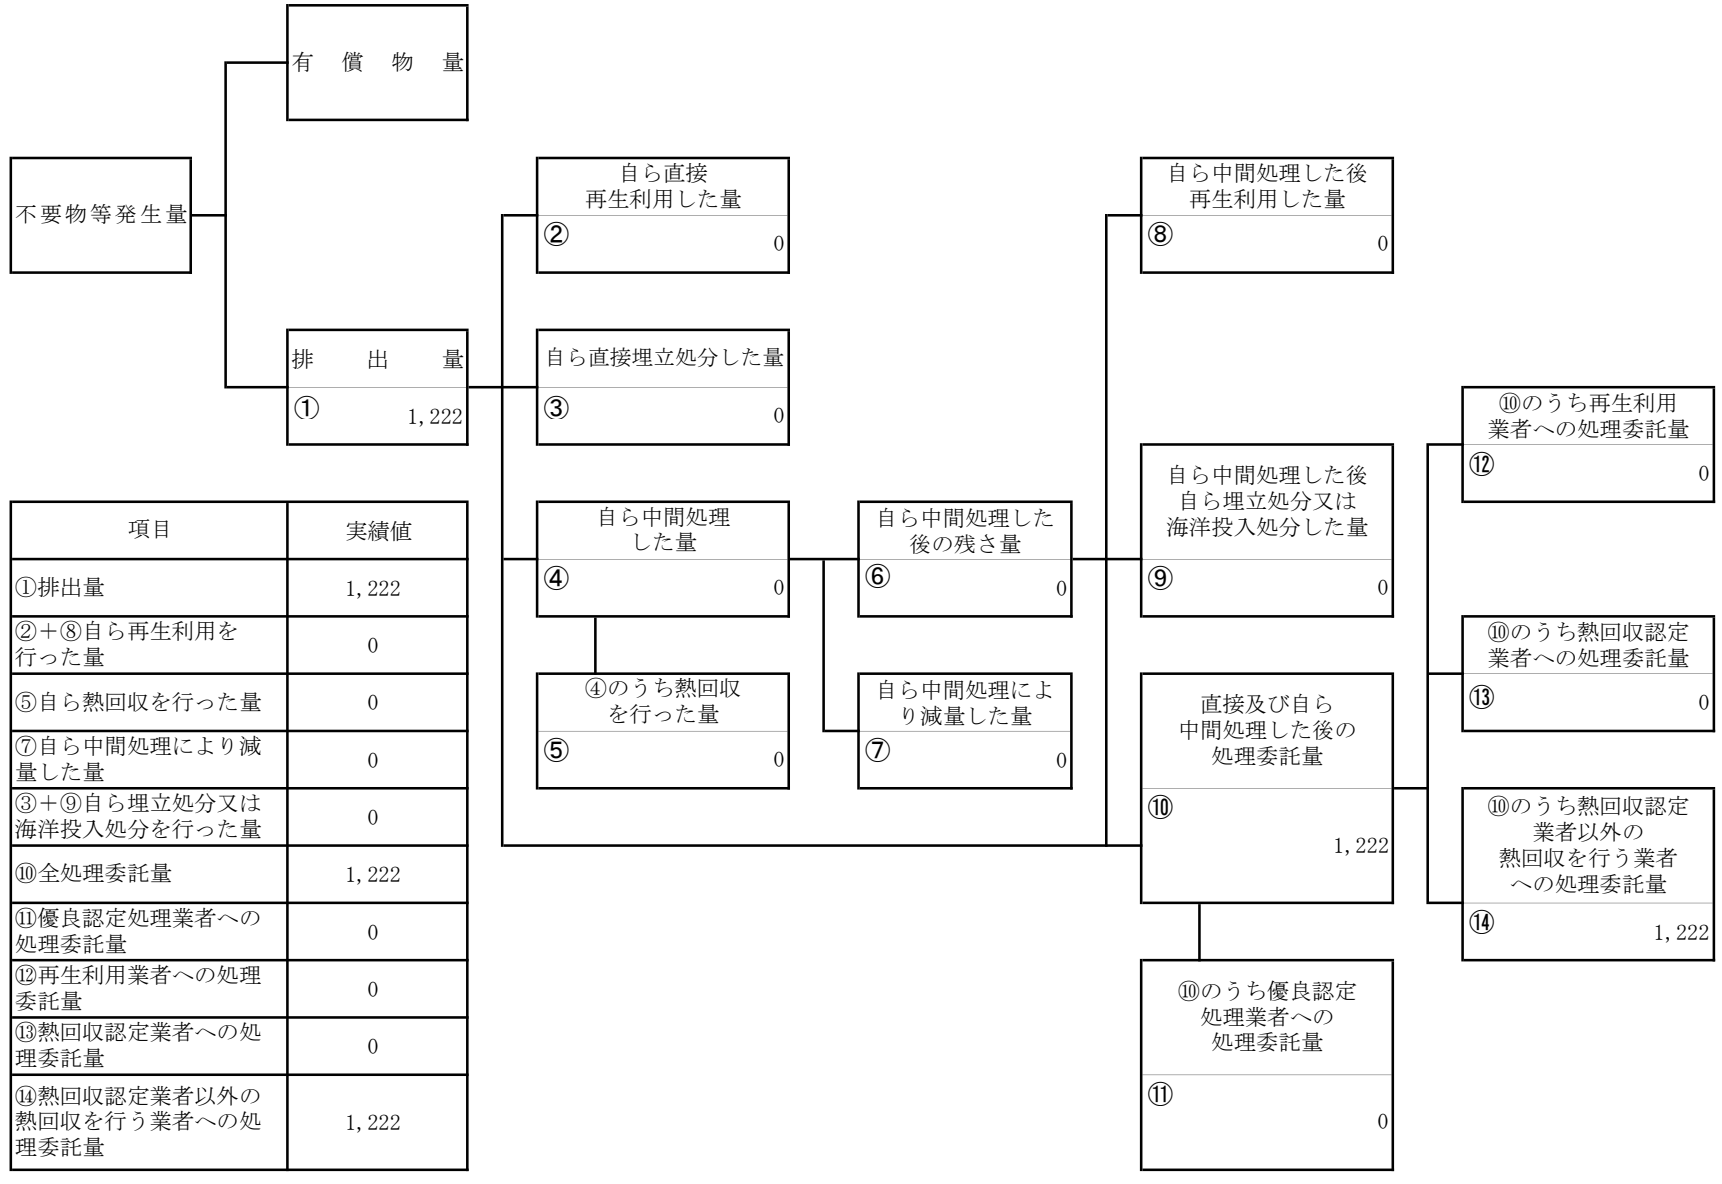 有償物量
不要物等発生量
自ら直接
再生利用した量
② 0
自ら中間処理した後
再生利用した量
⑧ 0
排出量
① 1,222
自ら直接埋立処分した量
③ 0
⑩のうち再生利用
業者への処理委託量
⑫ 0
自ら中間処理
した量
④ 0
自ら中間処理した
後の残さ量
⑥ 0
自ら中間処理した後
自ら埋立処分又は
海洋投入処分した量
⑨ 0
⑩のうち熱回収認定
業者への処理委託量
⑬ 0
④のうち熱回収
を行った量
⑤ 0
自ら中間処理によ
り減量した量
⑦ 0
直接及び自ら
中間処理した後の
処理委託量
⑩
1,222
⑩のうち熱回収認定
業者以外の
熱回収を行う業者
への処理委託量
⑭ 1,222
⑩のうち優良認定
処理業者への
処理委託量
⑪
0
項目 実績値
①排出量 1,222
②+⑧自ら再生利用を
行った量 0
⑤自ら熱回収を行った量 0
⑦自ら中間処理により減
量した量 0
③+⑨自ら埋立処分又は
海洋投入処分を行った量 0
⑩全処理委託量 1,222
⑪優良認定処理業者への
処理委託量 0
⑫再生利用業者への処理
委託量 0
⑬熱回収認定業者への処
理委託量 0
⑭熱回収認定業者以外の
熱回収を行う業者への処
理委託量 1,222